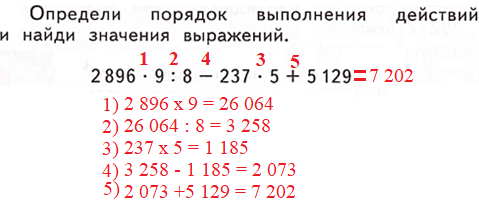 Определи порядок выполнения действий
и найди значения выражений.
1 2 4 3 5
2 896 · 9 : 8 − 237 · 5 + 5 129 = 7 202
1) 2 896 x 9 = 26 064
2) 26 064 : 8 = 3 258
3) 237 x 5 = 1 185
4) 3 258 - 1 185 = 2 073
5) 2 073 +5 129 = 7 202